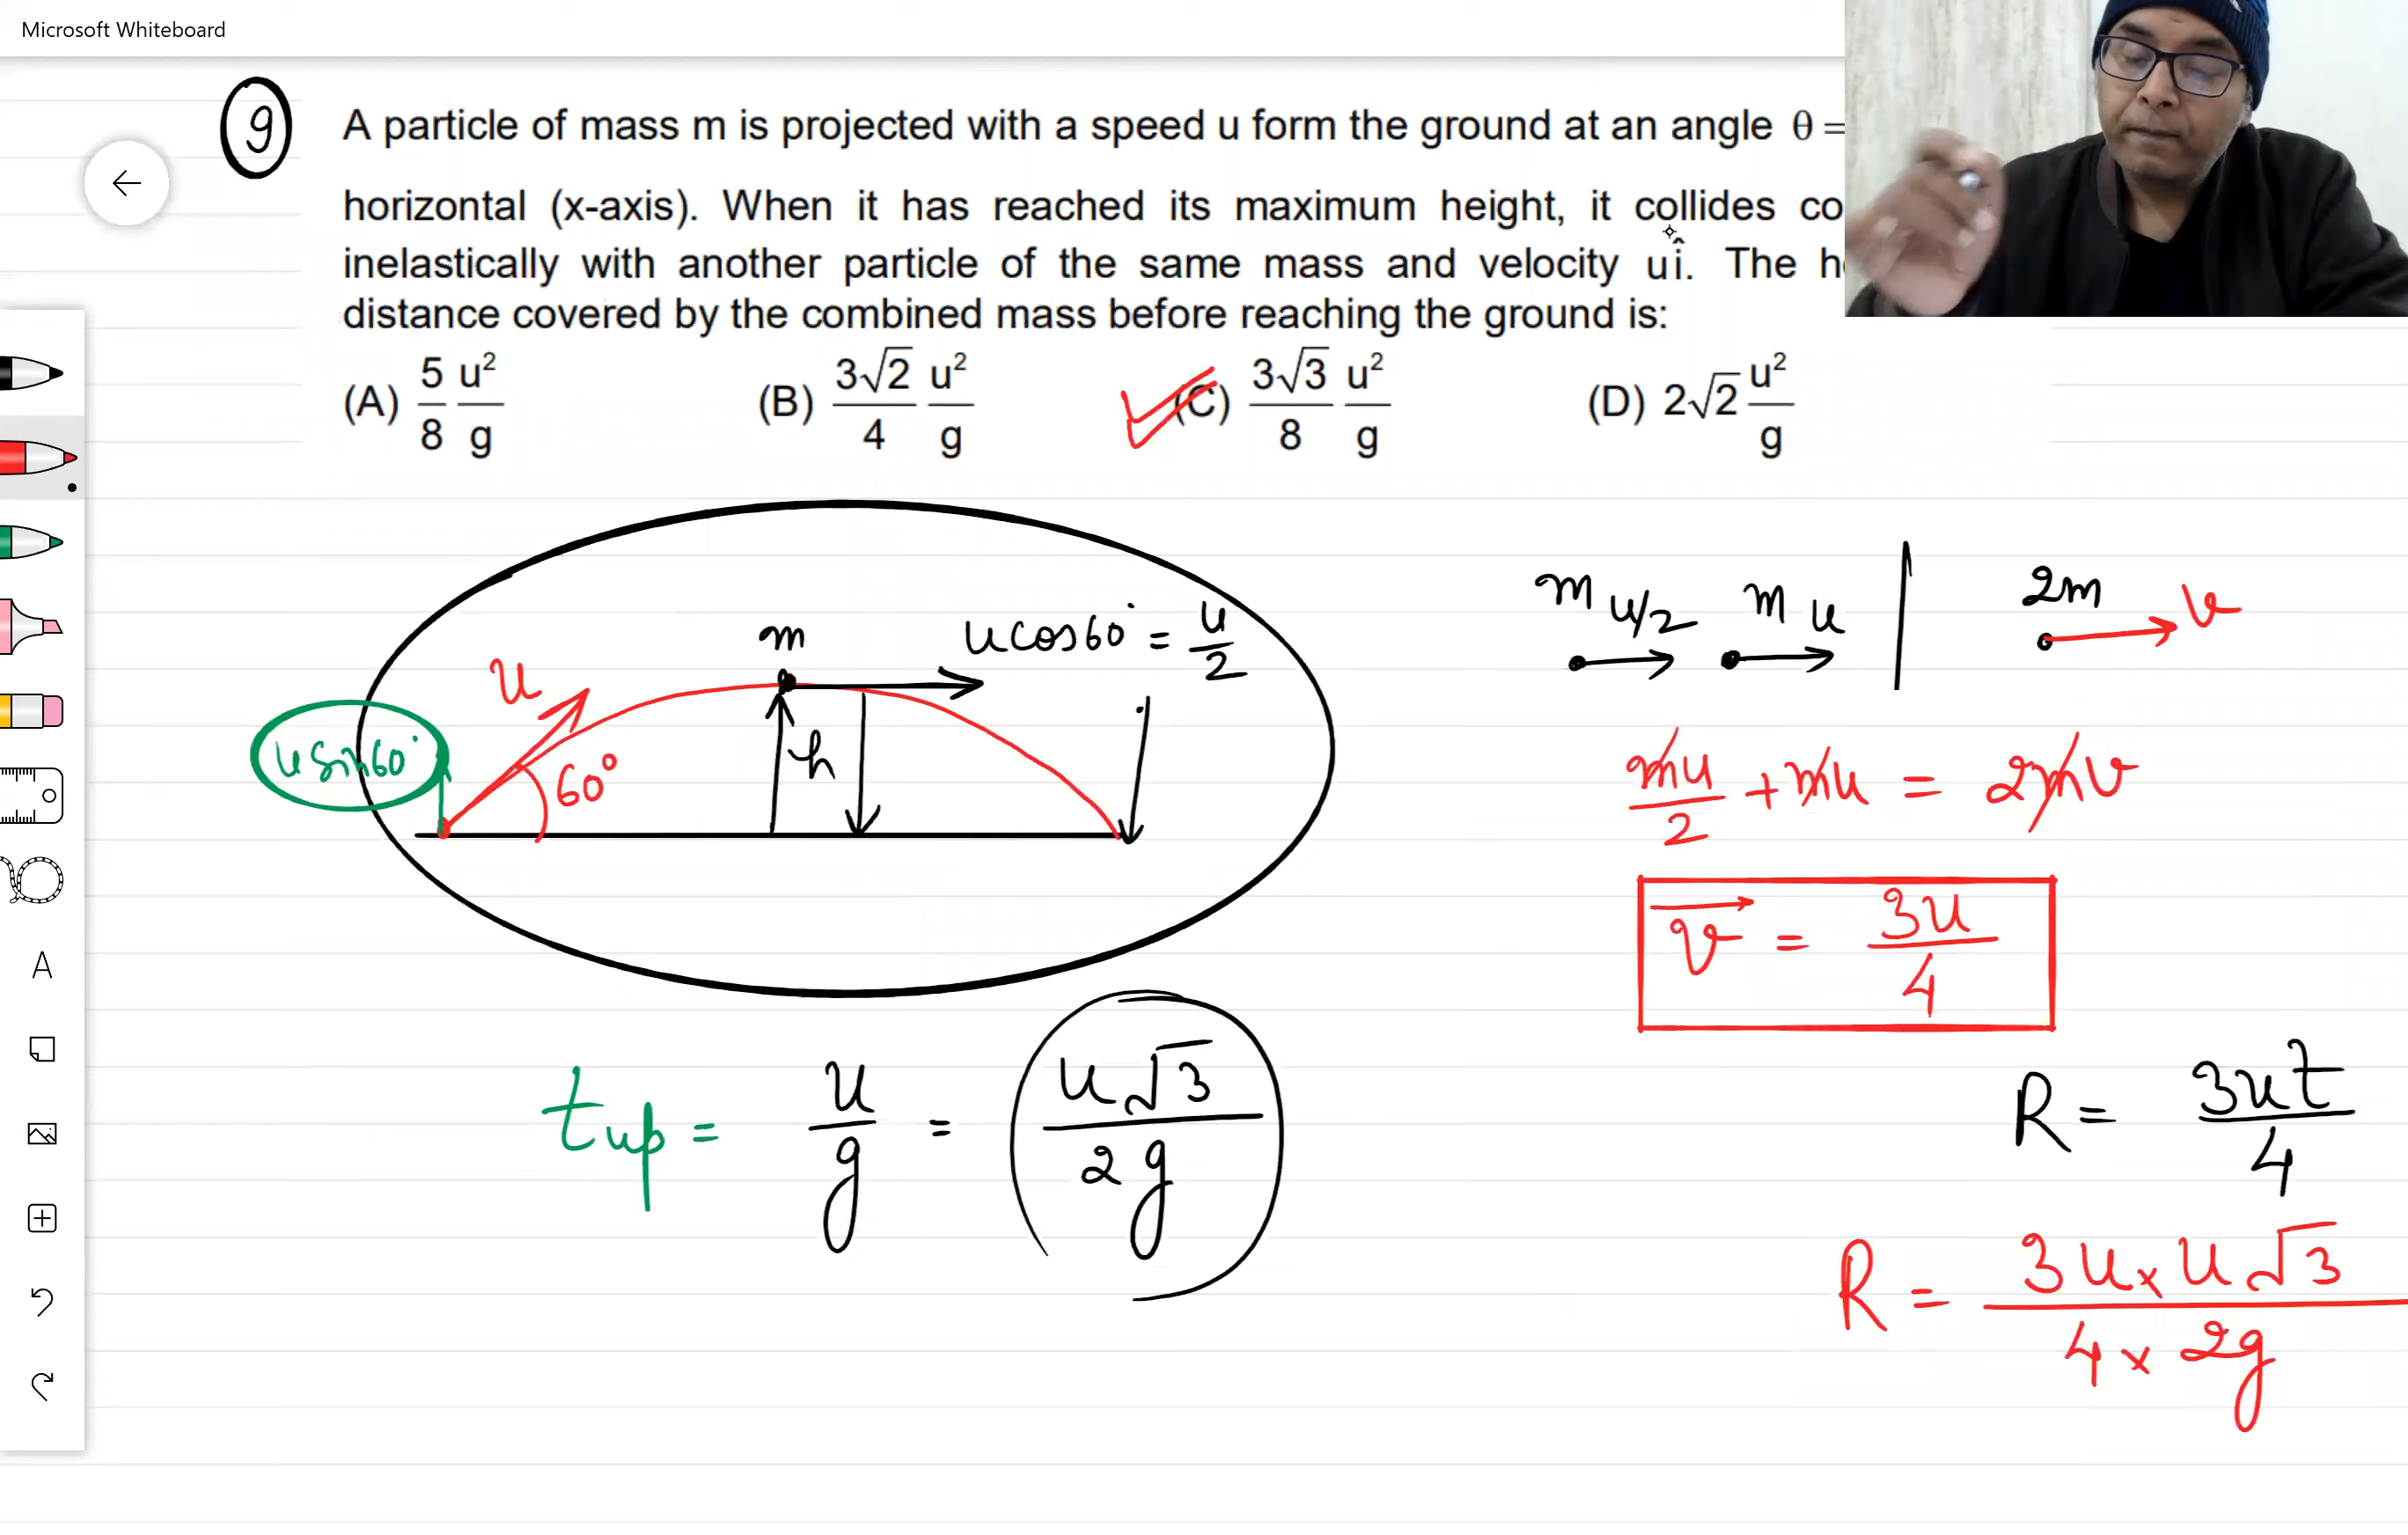 Microsoft Whiteboard
9
A particle of mass m is projected with a speed u form the ground at an angle θ =
horizontal (x-axis). When it has reached its maximum height, it collides co
inelastically with another particle of the same mass and velocity u î. The h
distance covered by the combined mass before reaching the ground is:
(A) 5/8 u²/g (B) 3√2/4 u²/g (C) 3√3/8 u²/g (D) 2√2 u²/g
m u cos60° = u/2
u
u sin60°
60°
h
m u/2 m u | 2m v
mu/2 + mu = 2mv
v = 3u/4
t up = u/g = u√3/2g
R = 3ut/4
R = 3u×u√3/4×2g
A